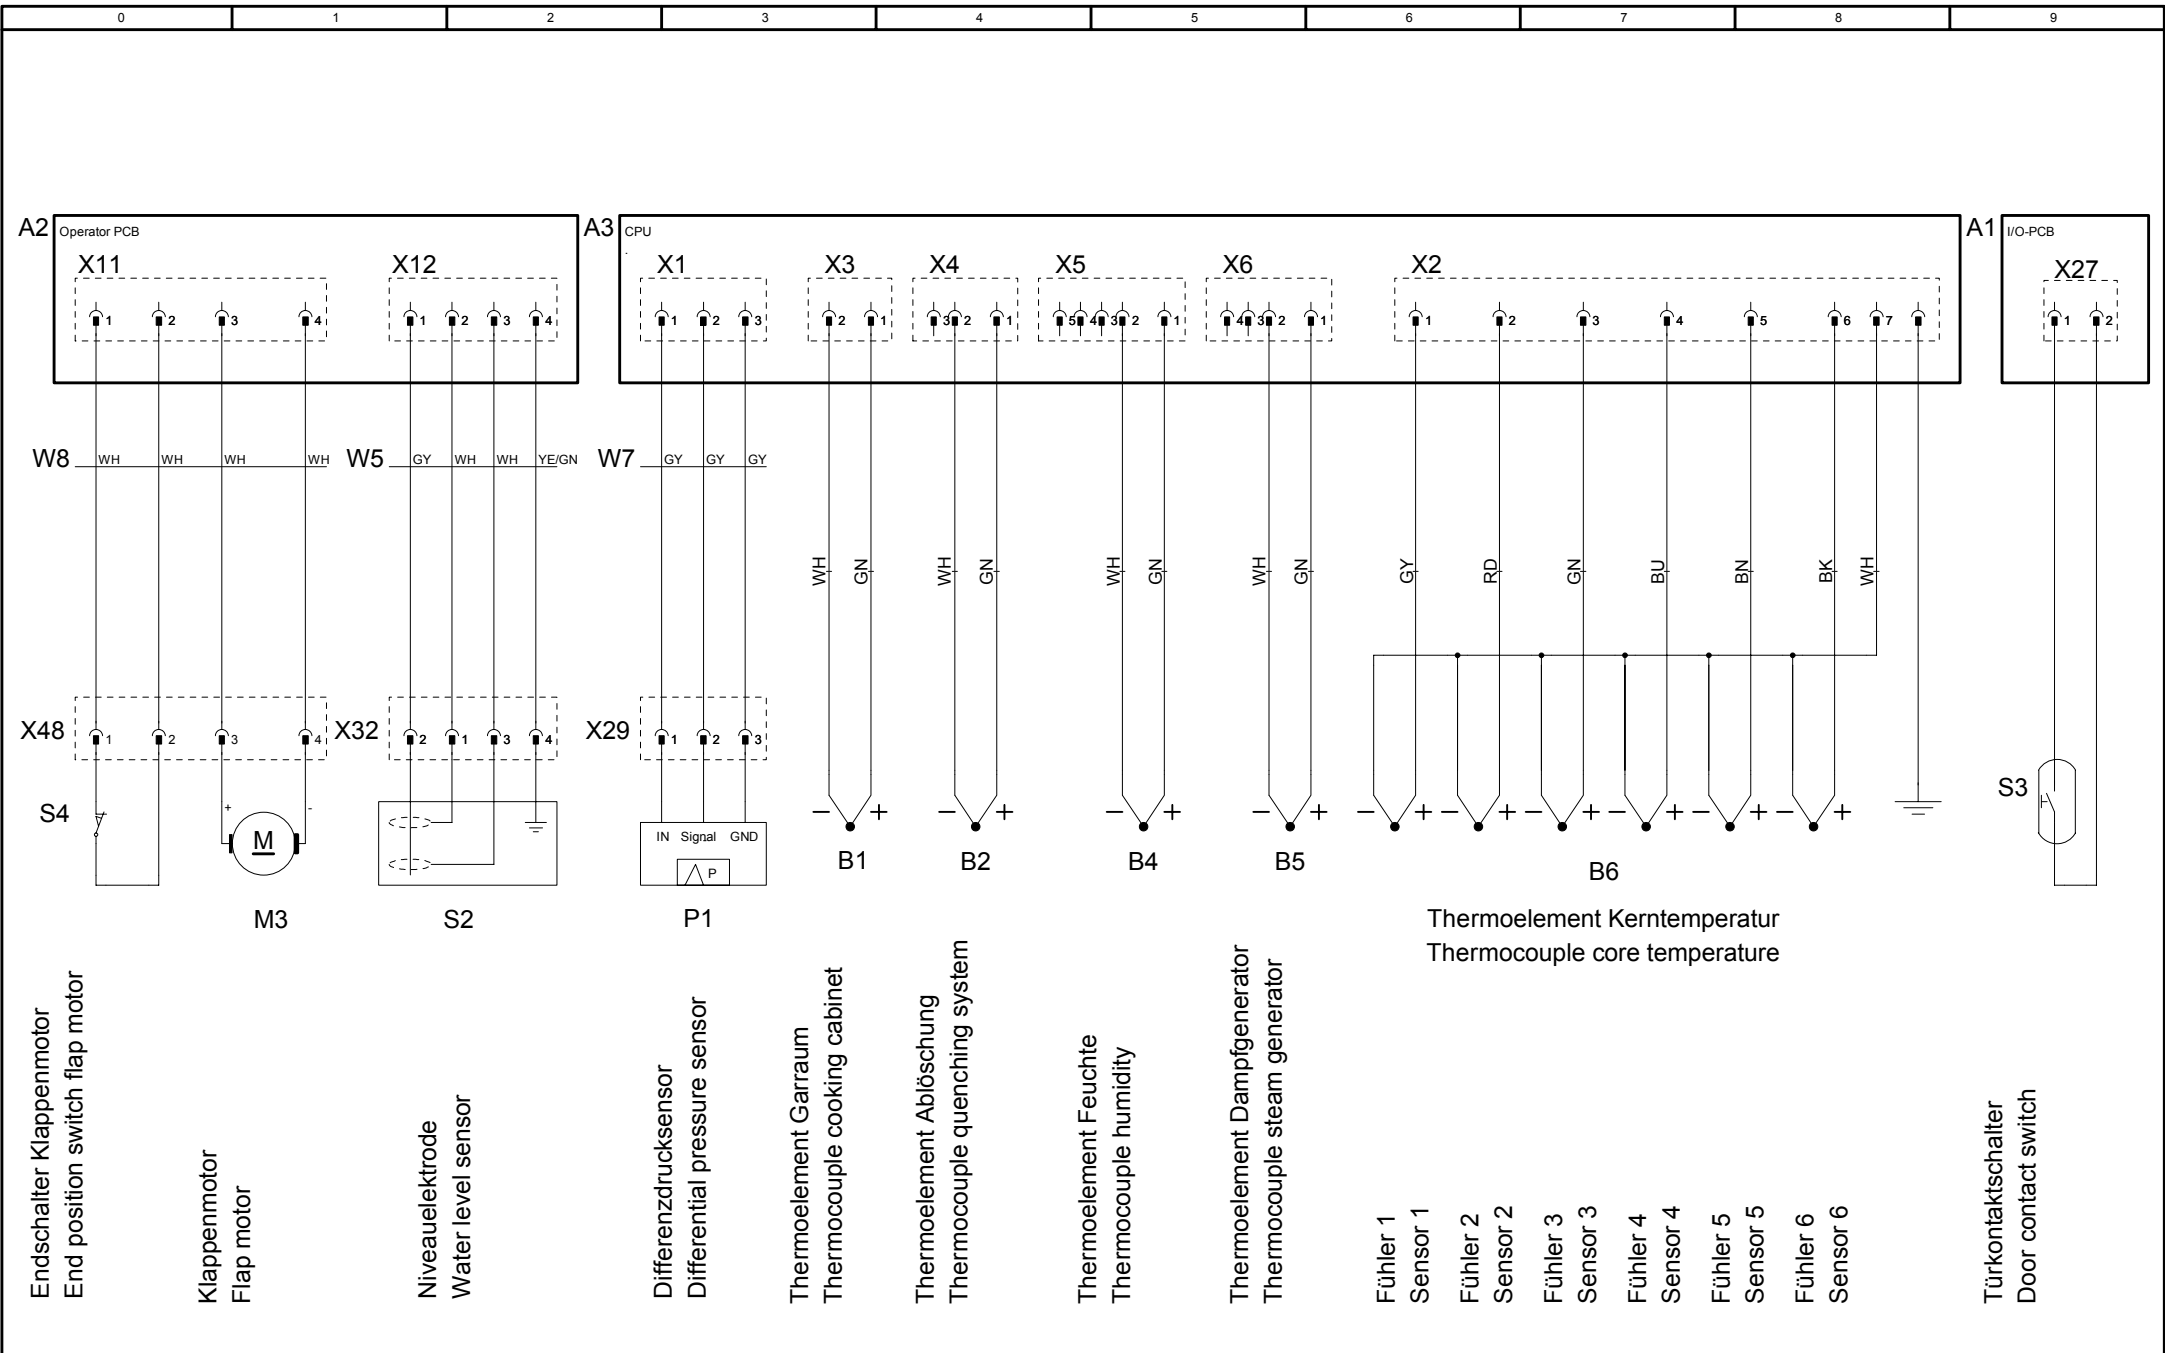 0 1 2 3 4 5 6 7 8 9
A2 Operator PCB A3 CPU A1 I/O-PCB
X11 X12 X1 X3 X4 X5 X6 X2 X27
1 2 3 4 1 2 3 4 1 2 3 2 1 3 2 1 5 4 3 2 1 4 3 2 1 1 2 3 4 5 6 7 1 2
W8 WH WH WH WH W5 GY WH WH YE/GN W7 GY GY GY
WH GN WH GN WH GN WH GN GY RD GN BU BN BK WH
X48 1 2 3 4 X32 2 1 3 4 X29 1 2 3
S4 + - S3
M
− + − + − + − + − + − + − + − + − + − +
IN Signal GND
P
B1 B2 B4 B5 B6
M3 S2 P1
Thermoelement Kerntemperatur
Thermocouple core temperature
Endschalter Klappenmotor
End position switch flap motor
Klappenmotor
Flap motor
Niveauelektrode
Water level sensor
Differenzdrucksensor
Differential pressure sensor
Thermoelement Garraum
Thermocouple cooking cabinet
Thermoelement Ablöschung
Thermocouple quenching system
Thermoelement Feuchte
Thermocouple humidity
Thermoelement Dampfgenerator
Thermocouple steam generator
Fühler 1
Sensor 1
Fühler 2
Sensor 2
Fühler 3
Sensor 3
Fühler 4
Sensor 4
Fühler 5
Sensor 5
Fühler 6
Sensor 6
Türkontaktschalter
Door contact switch